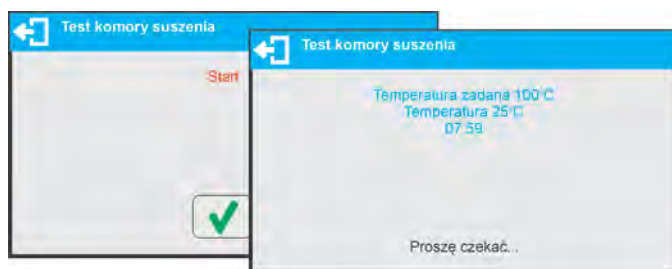 Test komory suszenia
Start
Test komory suszenia
Temperatura zadana 100°C
Temperatura 25°C
07:59
Proszę czekać...